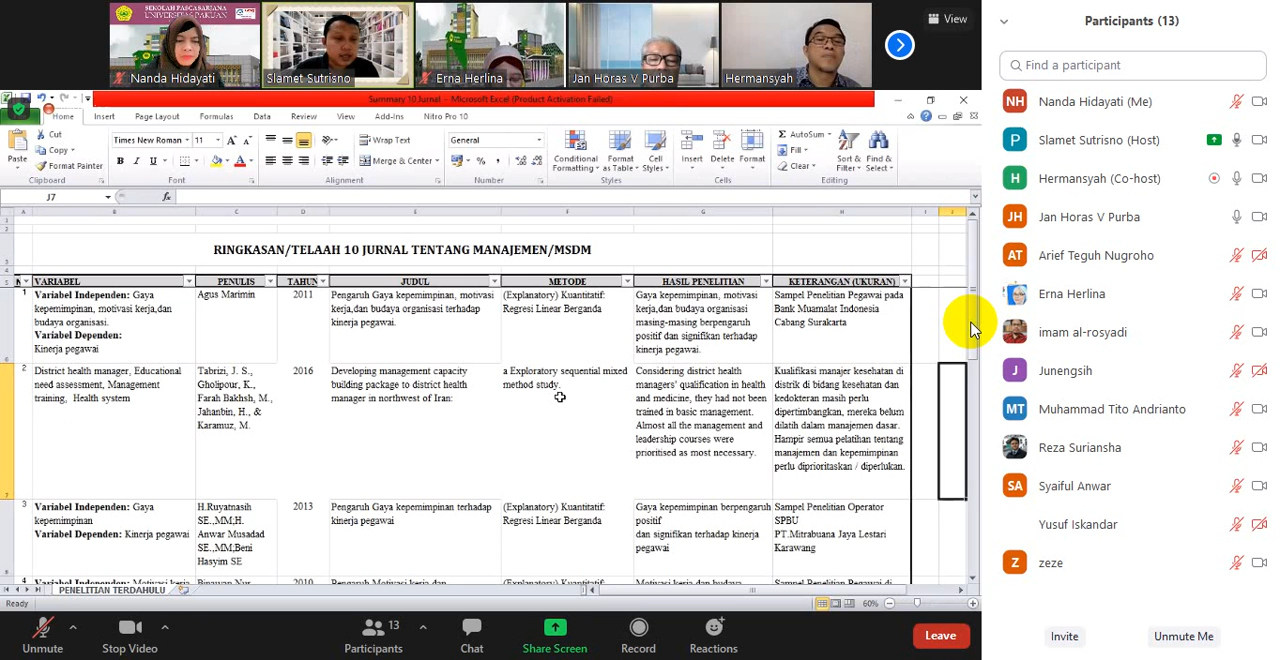 SEKOLAH PASCASARJANA
UNIVERSITAS PAKUAN
Nanda Hidayati
Slamet Sutrisno
Erna Herlina
Jan Horas V Purba
Hermansyah
View
Summary 10 Jurnal - Microsoft Excel (Product Activation Failed)
Home Insert Page Layout Formulas Data Review View Add-Ins Nitro Pro 10
Paste
Cut
Copy
Format Painter
Clipboard
Times New Roman 11
B I U
Font
Wrap Text
Merge & Center
Alignment
General
Number
Conditional Formatting
Format as Table
Cell Styles
Styles
Insert Delete Format
Cells
AutoSum
Fill
Clear
Sort & Filter
Find & Select
Editing
J7
fx
A B C D E F G H I
RINGKASAN/TELAAH 10 JURNAL TENTANG MANAJEMEN/MSDM
VARIABEL PENULIS TAHUN JUDUL METODE HASIL PENELITIAN KETERANGAN (UKURAN)
1
Variabel Independen: Gaya
kepemimpinan, motivasi kerja,dan
budaya organisasi.
Variabel Dependen:
Kinerja pegawai
Agus Marimin
2011
Pengaruh Gaya kepemimpinan, motivasi
kerja,dan budaya organisasi terhadap
kinerja pegawai.
(Explanatory) Kuantitatif:
Regresi Linear Berganda
Gaya kepemimpinan, motivasi
kerja,dan budaya organisasi
masing-masing berpengaruh
positif dan signifikan terhadap
kinerja pegawai.
Sampel Penelitian Pegawai pada
Bank Muamalat Indonesia
Cabang Surakarta
2
District health manager, Educational
need assessment, Management
training, Health system
Tabrizi, J. S.,
Gholipour, K.,
Farah Bakhsh, M.,
Jahanbin, H., &
Karamuz, M.
2016
Developing management capacity
building package to district health
manager in northwest of Iran:
a Exploratory sequential mixed
method study.
Considering district health
managers' qualification in health
and medicine, they had not been
trained in basic management.
Almost all the management and
leadership courses were
prioritised as most necessary.
Kualifikasi manajer kesehatan di
distrik di bidang kesehatan dan
kedokteran masih perlu
dipertimbangkan, mereka belum
dilatih dalam manajemen dasar.
Hampir semua pelatihan tentang
manajemen dan kepemimpinan
perlu diprioritaskan / diperlukan.
3
Variabel Independen: Gaya
kepemimpinan
Variabel Dependen: Kinerja pegawai
H.Ruyatnasih
SE.,MM;H.
Anwar Musadad
SE.,MM,Beni
Hasyim SE
2013
Pengaruh Gaya kepemimpinan terhadap
kinerja pegawai
(Explanatory) Kuantitatif:
Regresi Linear Berganda
Gaya kepemimpinan berpengaruh
positif
dan signifikan terhadap kinerja
pegawai
Sampel Penelitian Operator
SPBU
PT.Mitrabuana Jaya Lestari
Karawang
4
2010
PENELITIAN TERDAHULU
Ready
60%
Unmute
Stop Video
Participants
13
Chat
Share Screen
Record
Reactions
Leave
Participants (13)
Find a participant
NH Nanda Hidayati (Me)
P Slamet Sutrisno (Host)
H Hermansyah (Co-host)
JH Jan Horas V Purba
AT Arief Teguh Nugroho
Erna Herlina
imam al-rosyadi
J Junengsih
MT Muhammad Tito Andrianto
Reza Suriansha
SA Syaiful Anwar
Yusuf Iskandar
Z zeze
Invite
Unmute Me